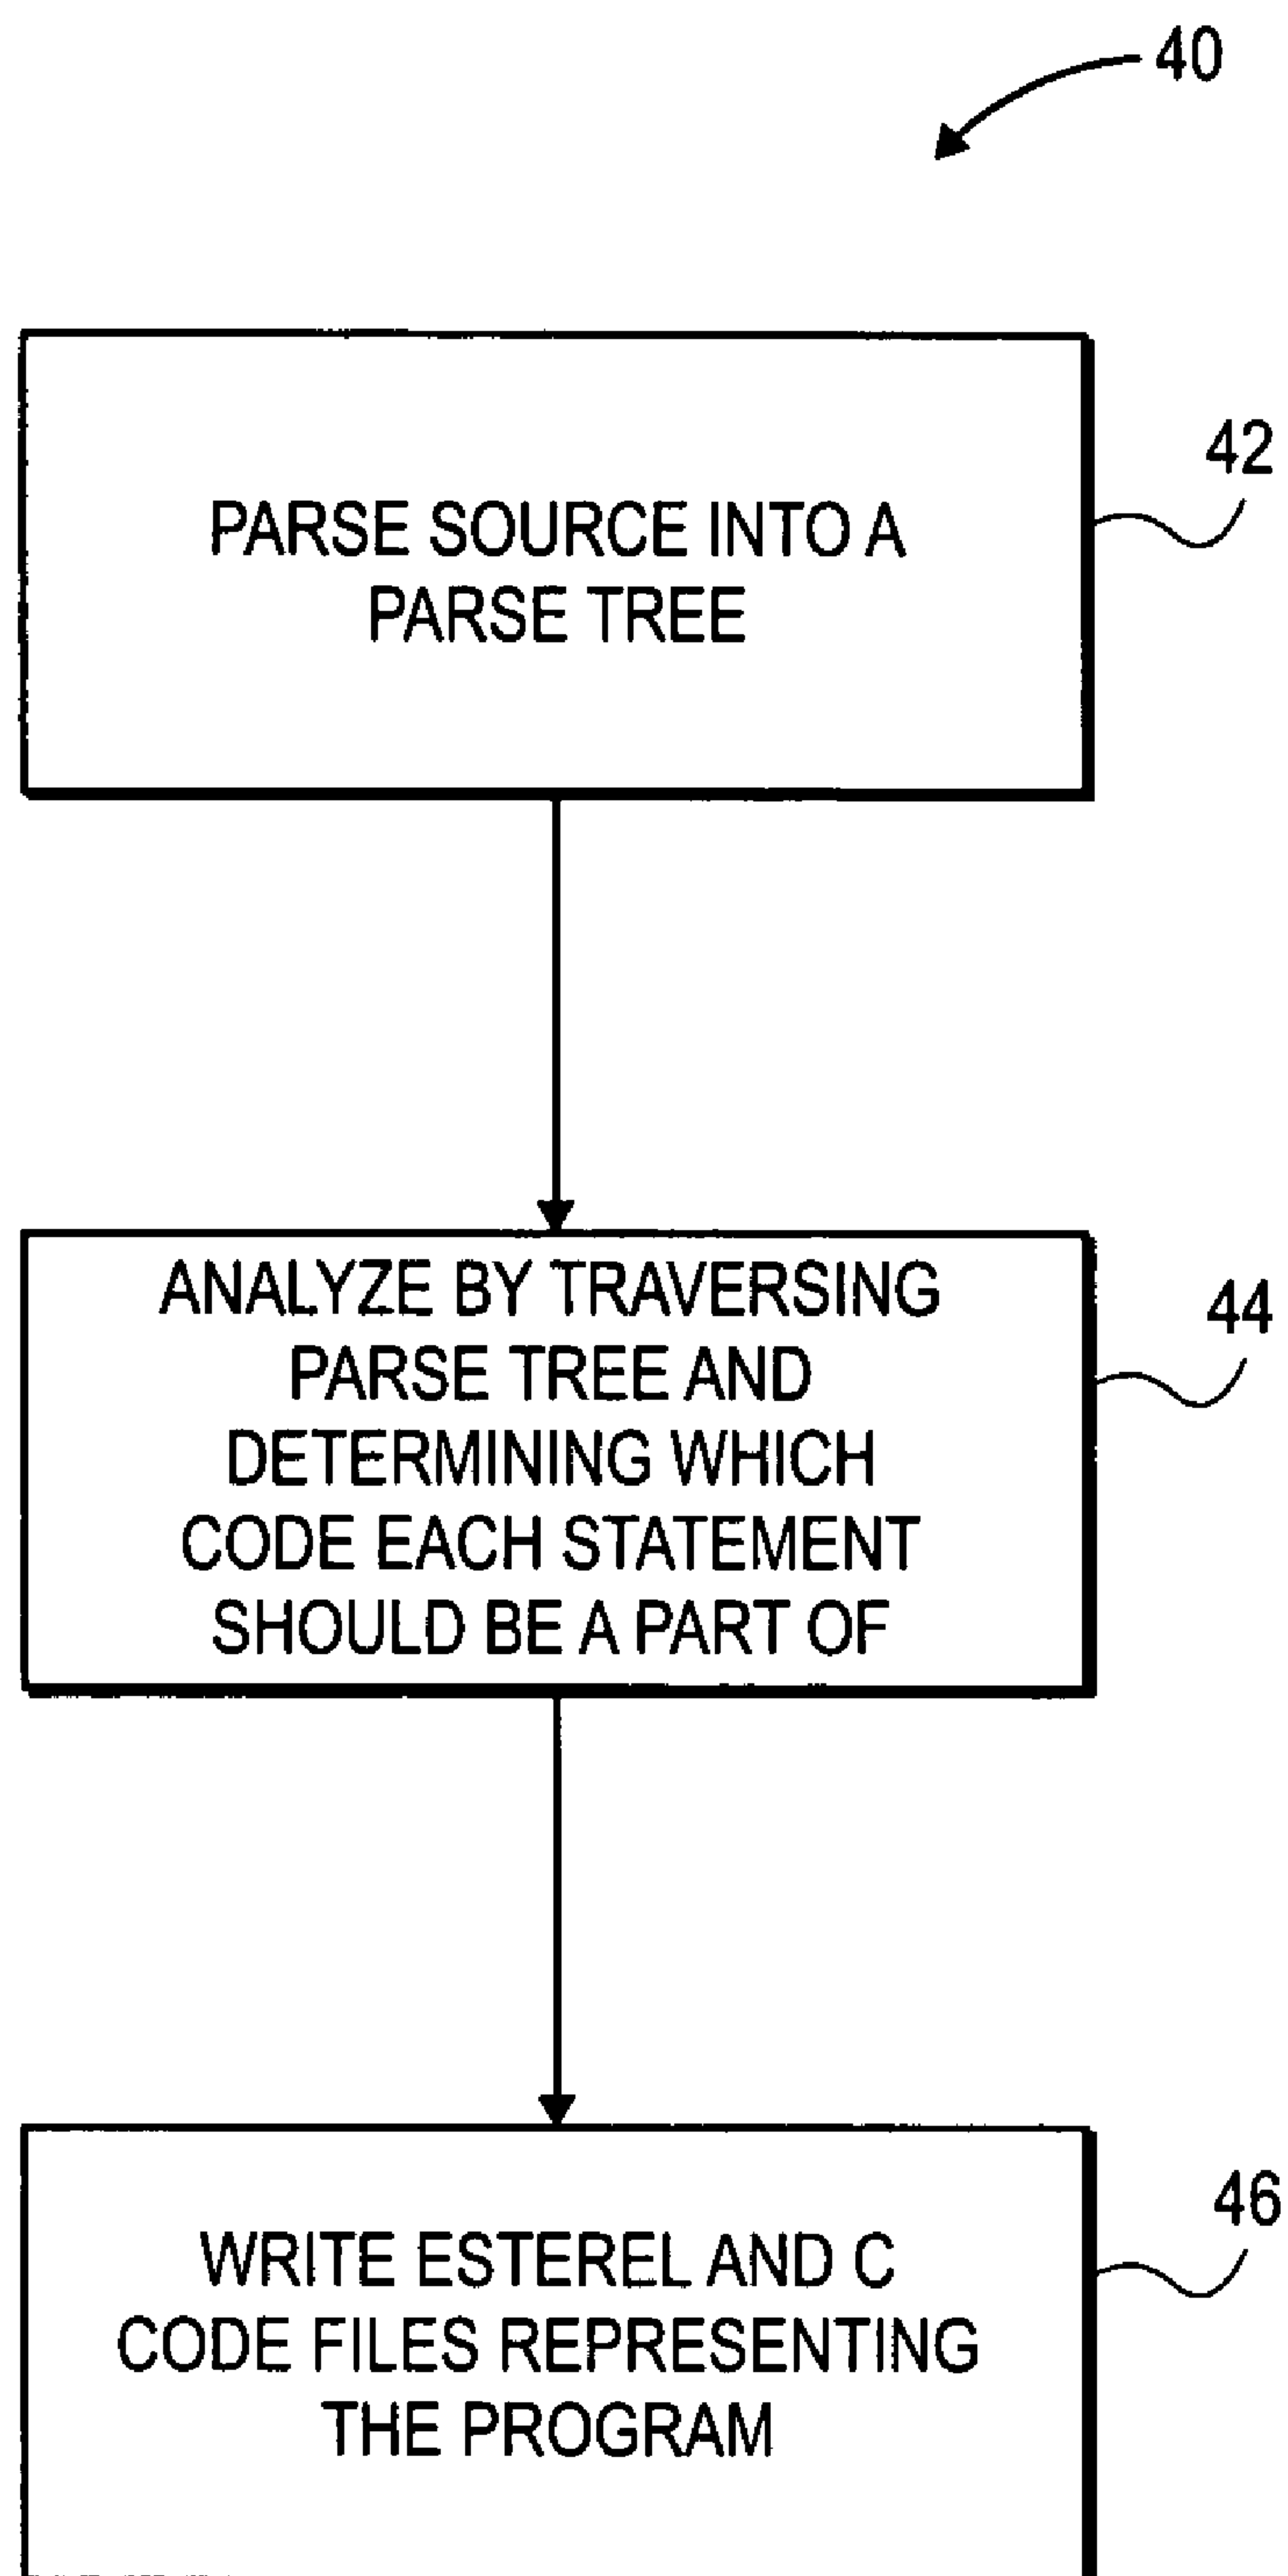 40
42
PARSE SOURCE INTO A
PARSE TREE
44
ANALYZE BY TRAVERSING
PARSE TREE AND
DETERMINING WHICH
CODE EACH STATEMENT
SHOULD BE A PART OF
46
WRITE ESTEREL AND C
CODE FILES REPRESENTING
THE PROGRAM